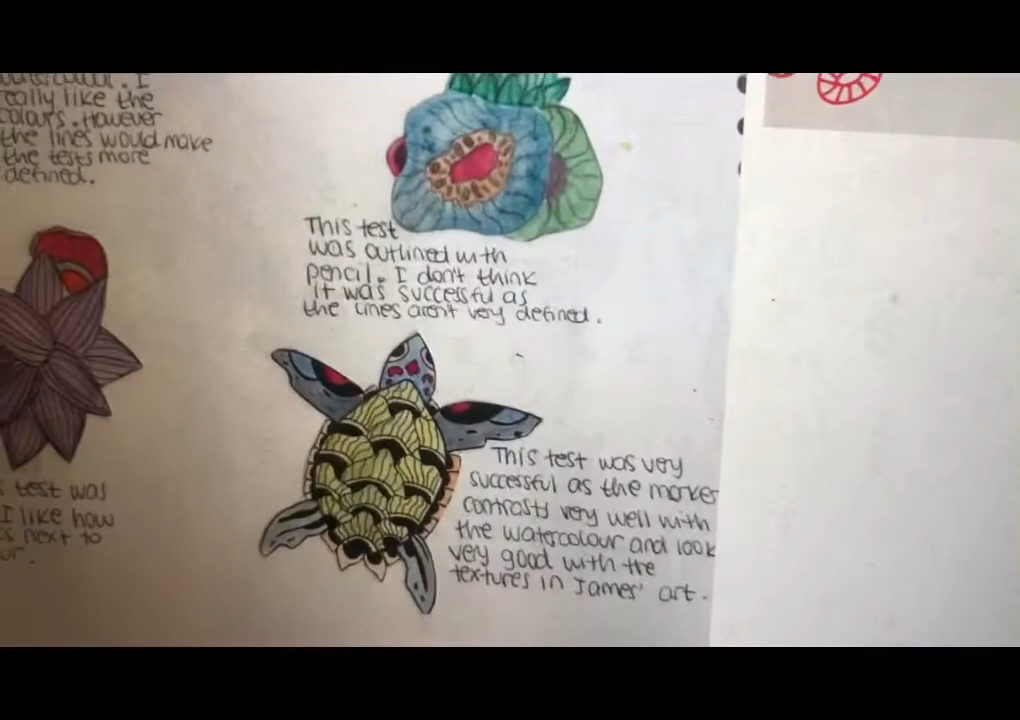 watercolour. I
really like the
colours. However
the lines would make
the tests more
defined.
This test
was outlined with
pencil. I don't think
it was successful as
the lines aren't very defined.
This test was very
successful as the marker
contrasts very well with
the watercolour and look
very good with the
textures in James' art.
test was
I like how
next to